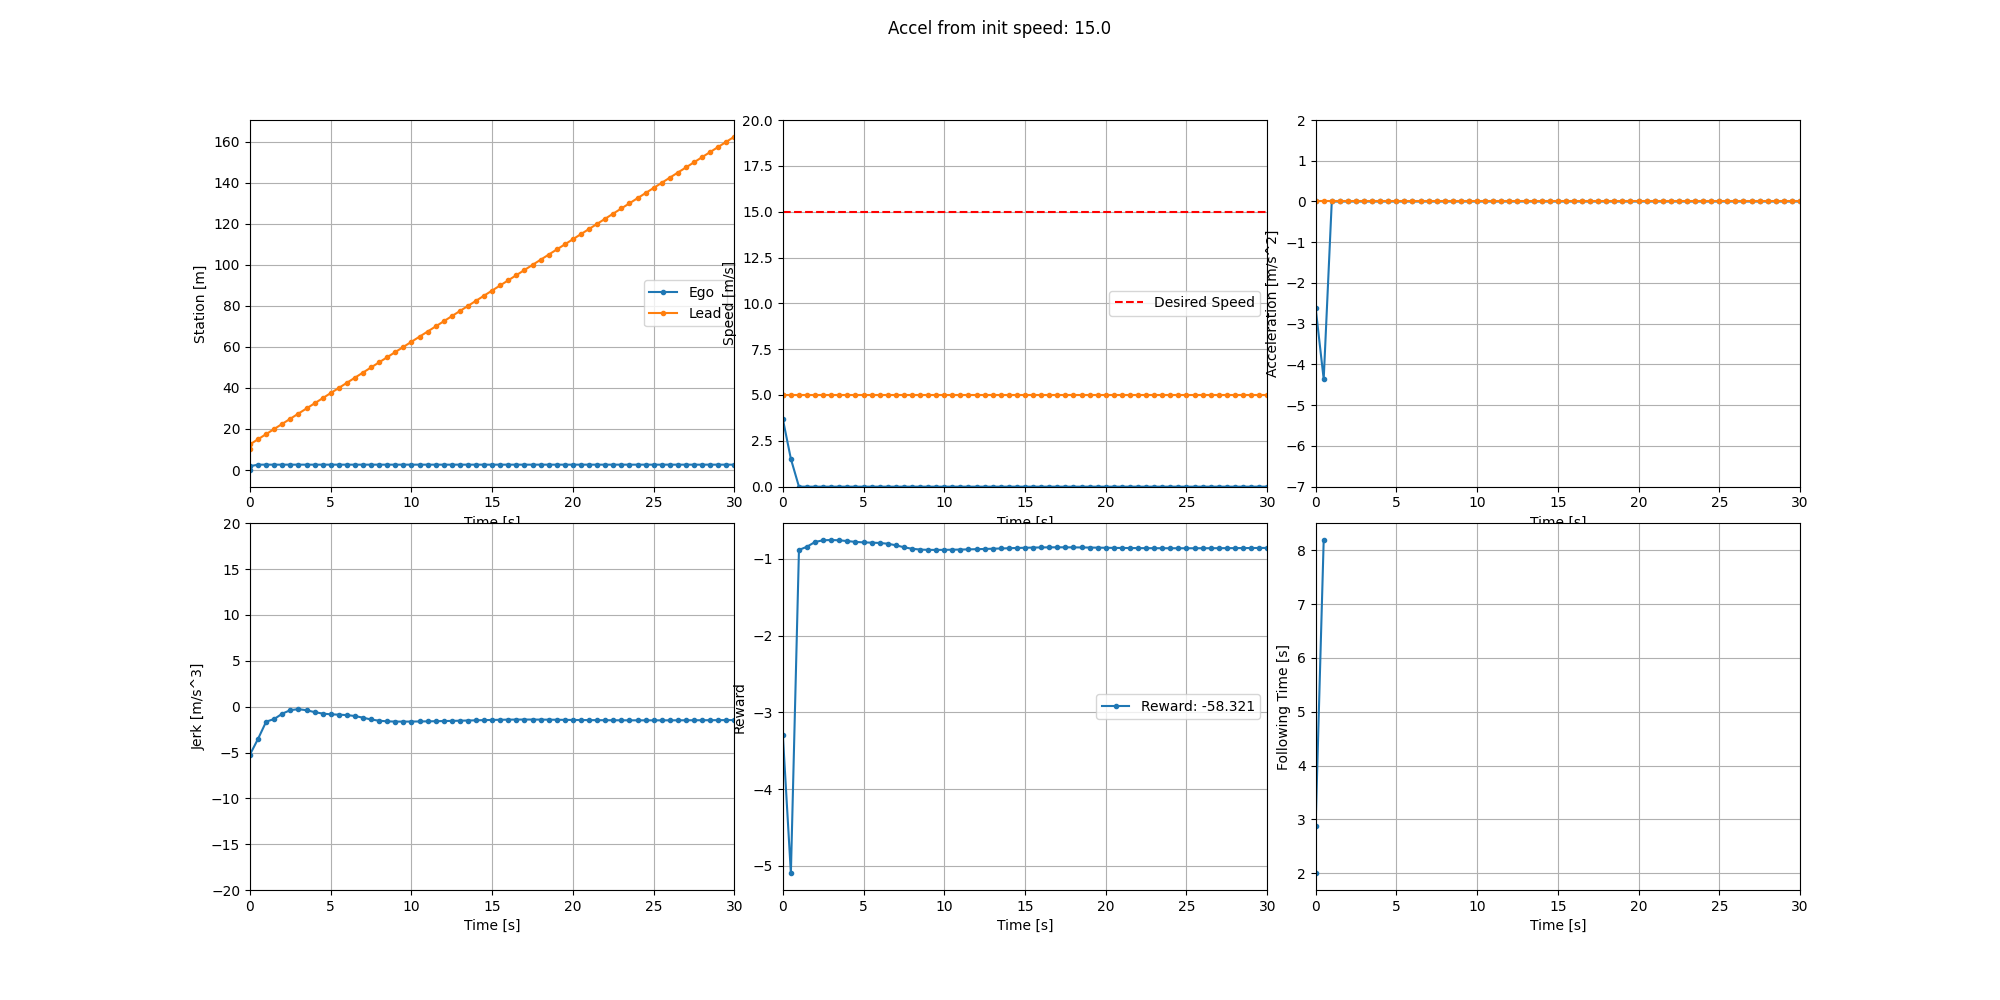 Accel from init speed: 15.0
Station [m]
160
140
120
100
80
60
40
20
0
0 5 10 15 20 25 30
Time [s]
Ego
Lead
Speed [m/s]
20.0
17.5
15.0
12.5
10.0
7.5
5.0
2.5
0.0
0 5 10 15 20 25 30
Time [s]
Desired Speed
Acceleration [m/s^2]
2
1
0
−1
−2
−3
−4
−5
−6
−7
0 5 10 15 20 25 30
Time [s]
Jerk [m/s^3]
20
15
10
5
0
−5
−10
−15
−20
0 5 10 15 20 25 30
Time [s]
Reward
−1
−2
−3
−4
−5
0 5 10 15 20 25 30
Time [s]
Reward: -58.321
Following Time [s]
8
7
6
5
4
3
2
0 5 10 15 20 25 30
Time [s]